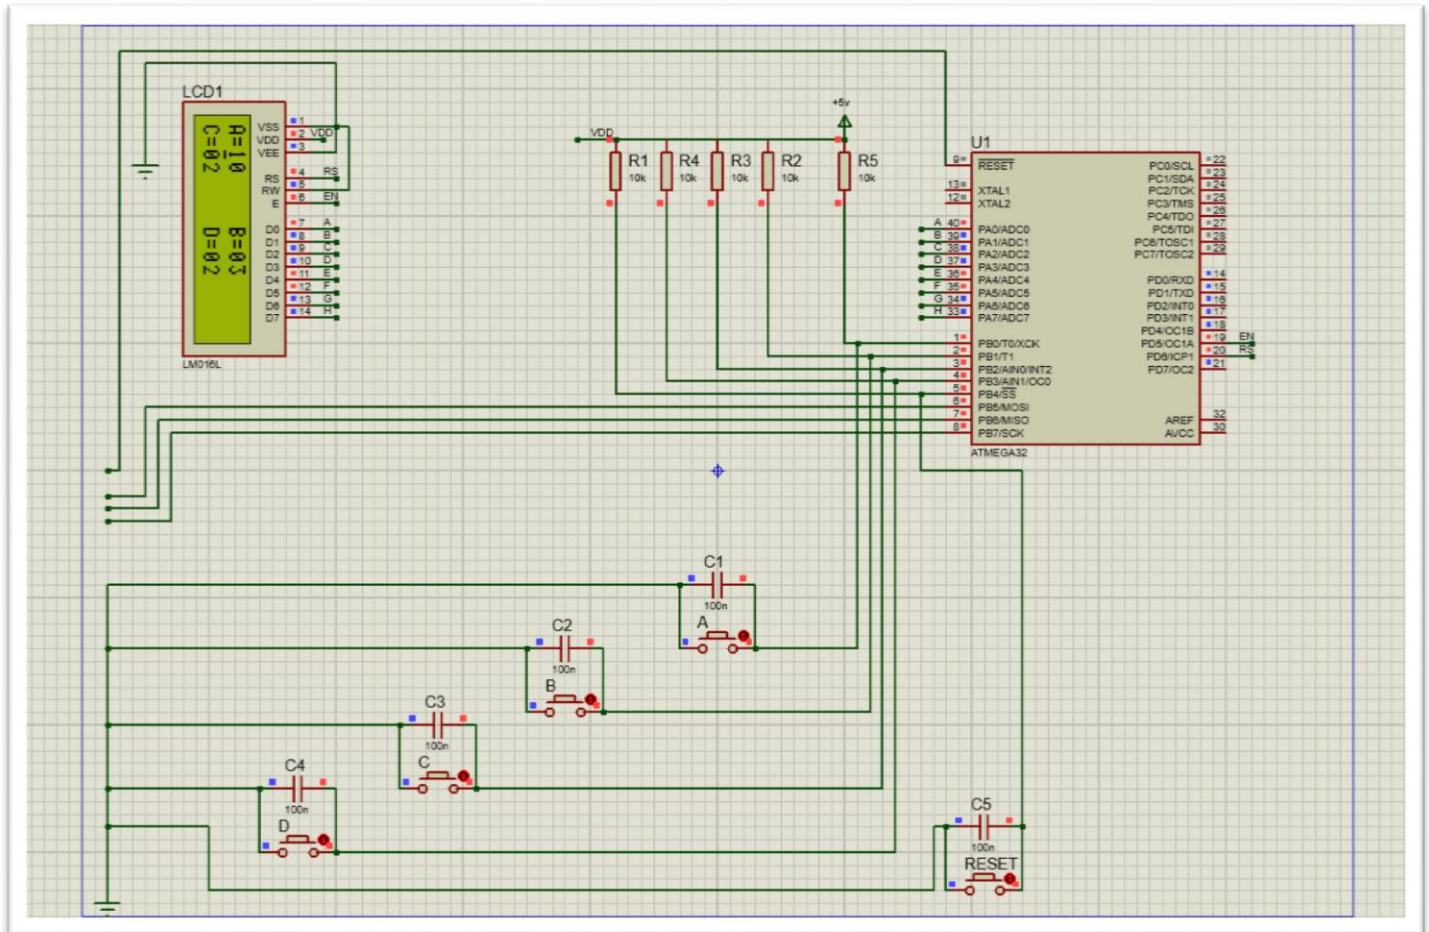 LCD1
A=10 B=03
C=02 D=02
LM016L
VSS 1
VDD 2 VDD
VEE 3
RS 4 RS
RW 5
E 6 EN
D0 7 A
D1 8 B
D2 9 C
D3 10 D
D4 11 E
D5 12 F
D6 13 G
D7 14 H
VDD
+5v
R1
10k
R4
10k
R3
10k
R2
10k
R5
10k
U1
9 RESET
13 XTAL1
12 XTAL2
A 40 PA0/ADC0
B 39 PA1/ADC1
C 38 PA2/ADC2
D 37 PA3/ADC3
E 36 PA4/ADC4
F 35 PA5/ADC5
G 34 PA6/ADC6
H 33 PA7/ADC7
1 PB0/T0/XCK
2 PB1/T1
3 PB2/AIN0/INT2
4 PB3/AIN1/OC0
5 PB4/SS
6 PB5/MOSI
7 PB6/MISO
8 PB7/SCK
PC0/SCL 22
PC1/SDA 23
PC2/TCK 24
PC3/TMS 25
PC4/TDO 26
PC5/TDI 27
PC6/TOSC1 28
PC7/TOSC2 29
PD0/RXD 14
PD1/TXD 15
PD2/INT0 16
PD3/INT1 17
PD4/OC1B 18
PD5/OC1A 19 EN
PD6/ICP1 20 RS
PD7/OC2 21
AREF 32
AVCC 30
ATMEGA32
C1
100n
A
C2
100n
B
C3
100n
C
C4
100n
D
C5
100n
RESET